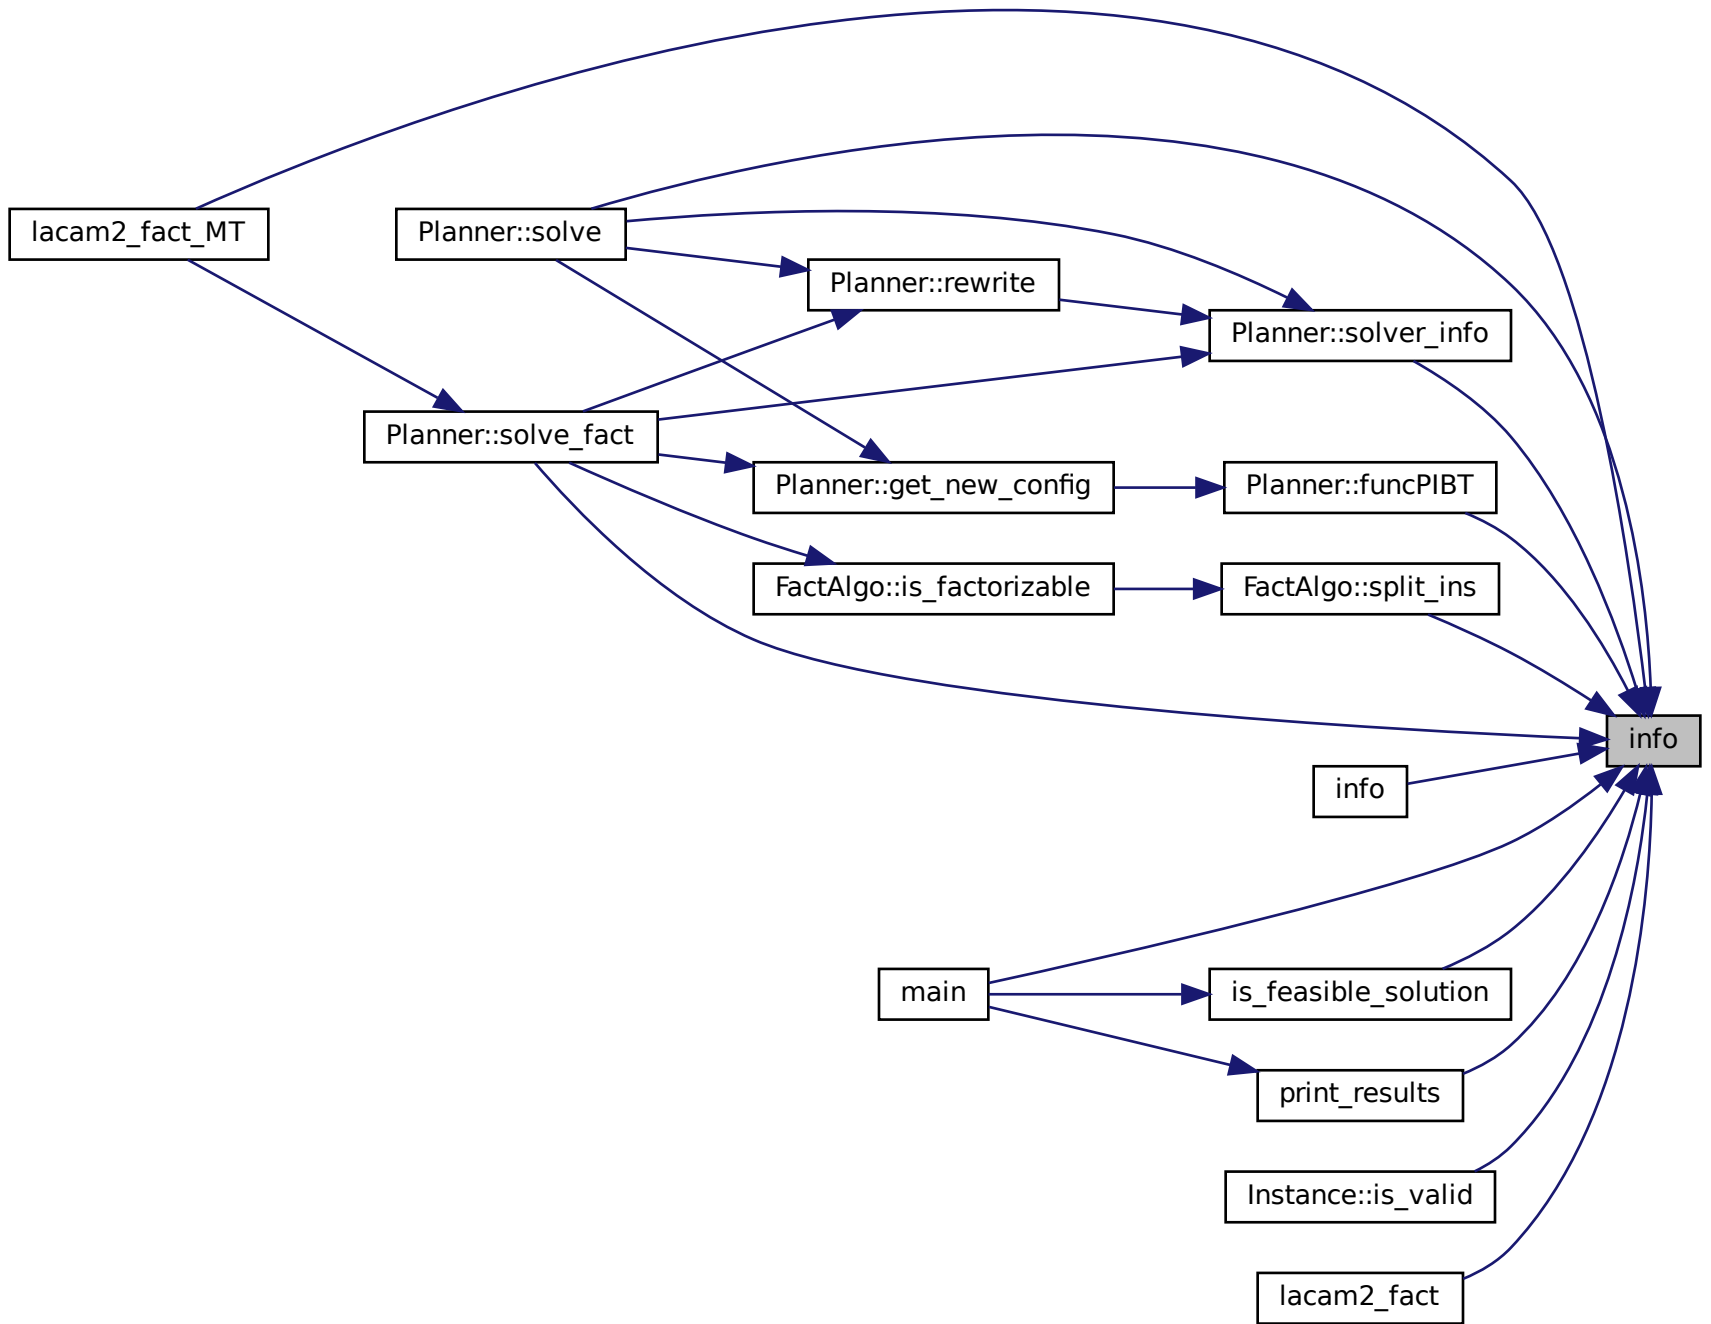 lacam2_fact_MT
Planner::solve
Planner::rewrite
Planner::solver_info
Planner::solve_fact
Planner::get_new_config
Planner::funcPIBT
FactAlgo::is_factorizable
FactAlgo::split_ins
info
info
main
is_feasible_solution
print_results
Instance::is_valid
lacam2_fact